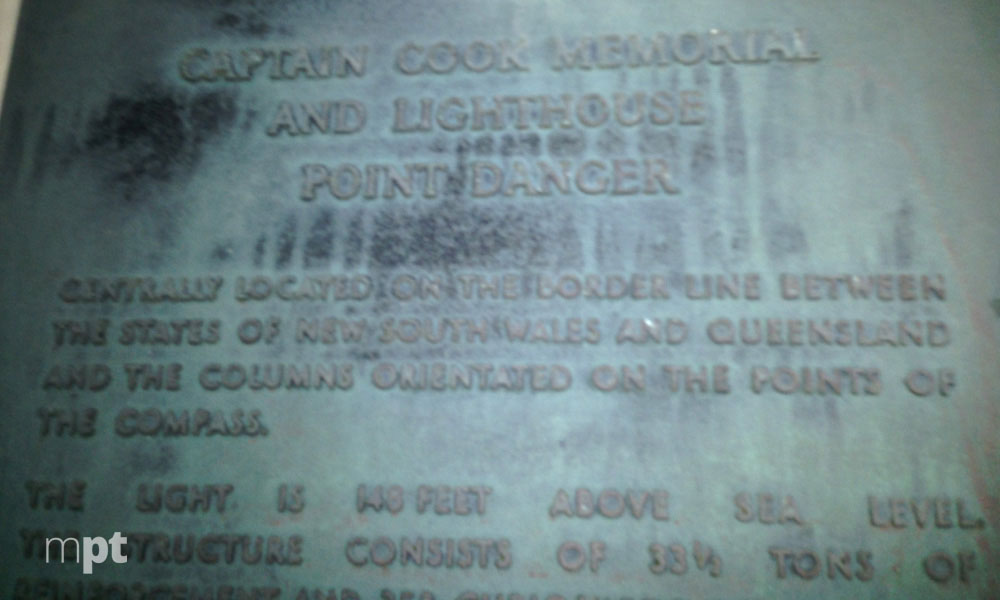 CAPTAIN COOK MEMORIAL
AND LIGHTHOUSE
POINT DANGER
CENTRALLY LOCATED ON THE BORDER LINE BETWEEN
THE STATES OF NEW SOUTH WALES AND QUEENSLAND
AND THE COLUMNS ORIENTATED ON THE POINTS OF
THE COMPASS.
THE LIGHT IS FEET ABOVE SEA LEVEL.
STRUCTURE CONSISTS OF 33½ TONS OF
REINFORCEMENT AND
mpt